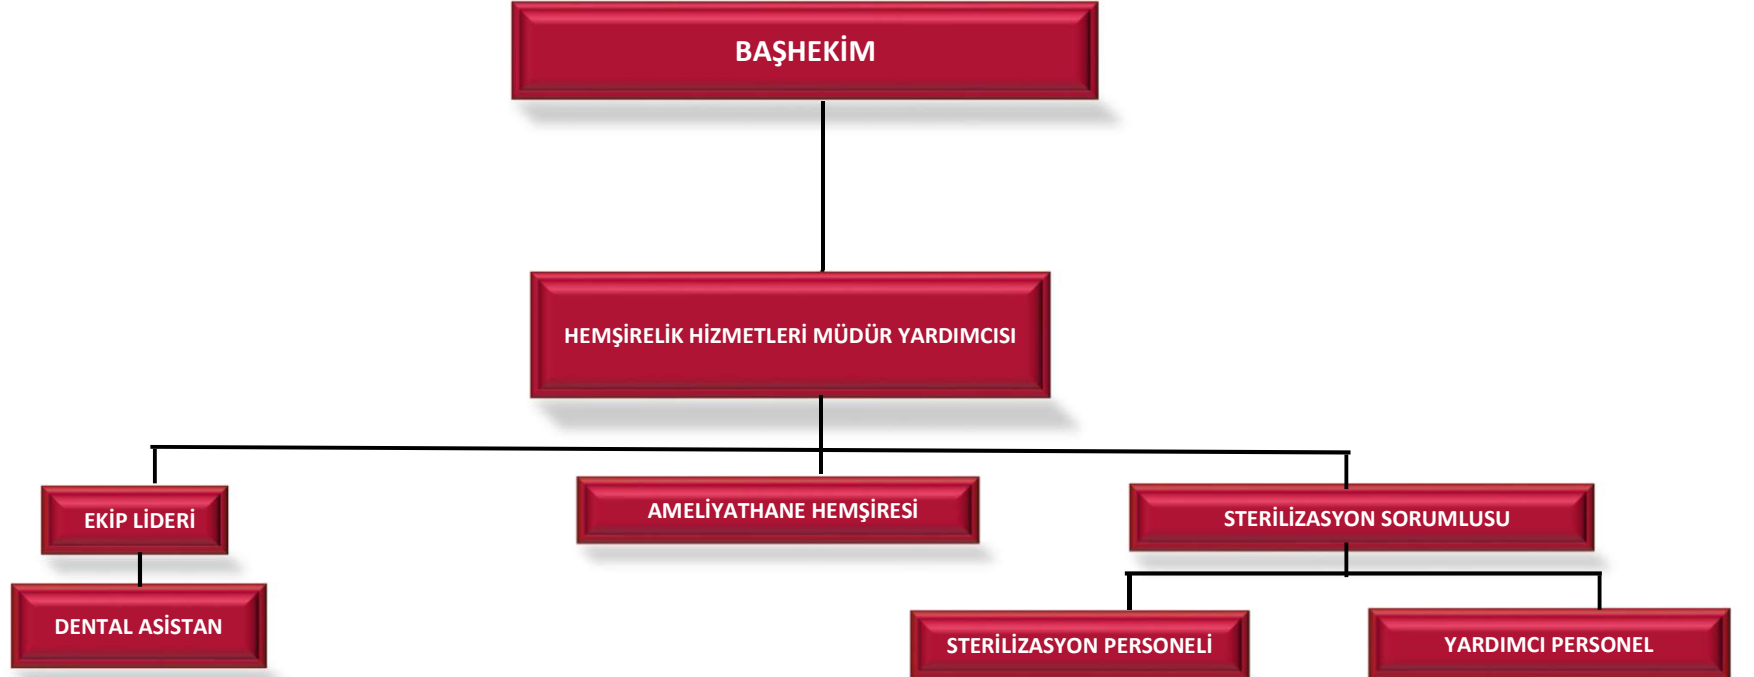 BAŞHEKİM
HEMŞİRELİK HİZMETLERİ MÜDÜR YARDIMCISI
EKİP LİDERİ
AMELİYATHANE HEMŞİRESİ
STERİLİZASYON SORUMLUSU
DENTAL ASİSTAN
STERİLİZASYON PERSONELİ
YARDIMCI PERSONEL